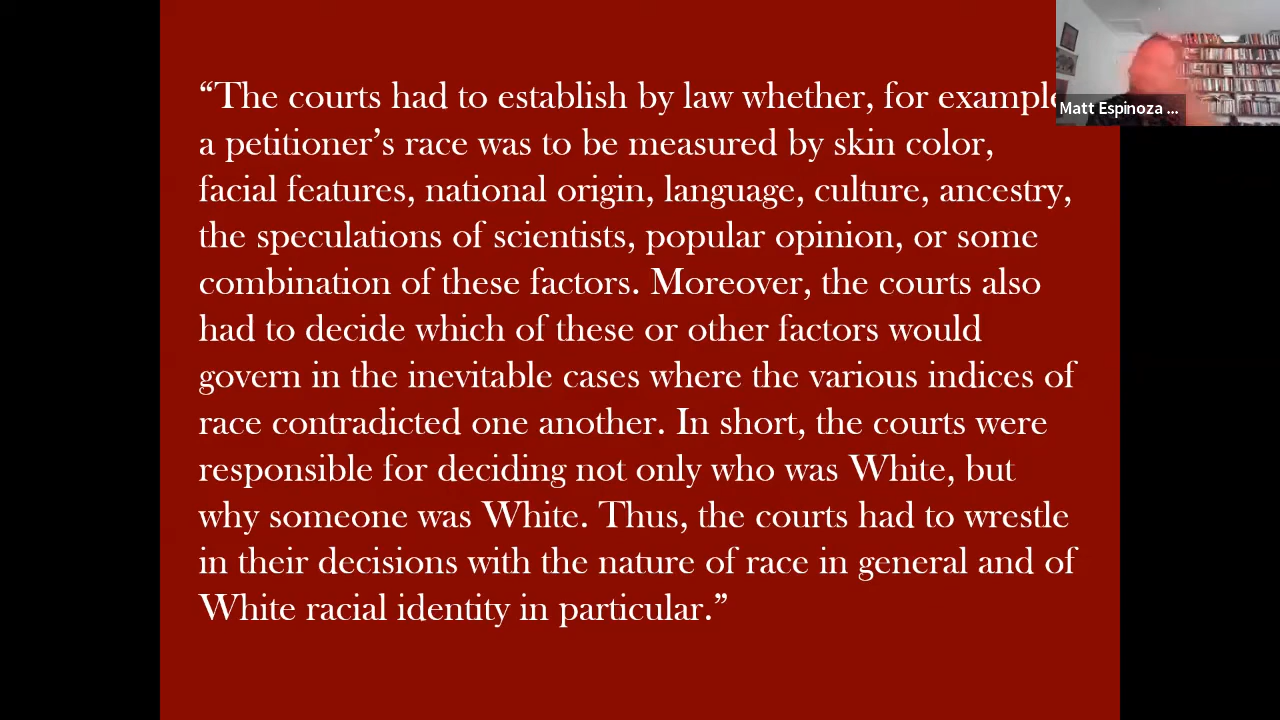 “The courts had to establish by law whether, for example
a petitioner’s race was to be measured by skin color,
facial features, national origin, language, culture, ancestry,
the speculations of scientists, popular opinion, or some
combination of these factors. Moreover, the courts also
had to decide which of these or other factors would
govern in the inevitable cases where the various indices of
race contradicted one another. In short, the courts were
responsible for deciding not only who was White, but
why someone was White. Thus, the courts had to wrestle
in their decisions with the nature of race in general and of
White racial identity in particular.”
Matt Espinoza ...